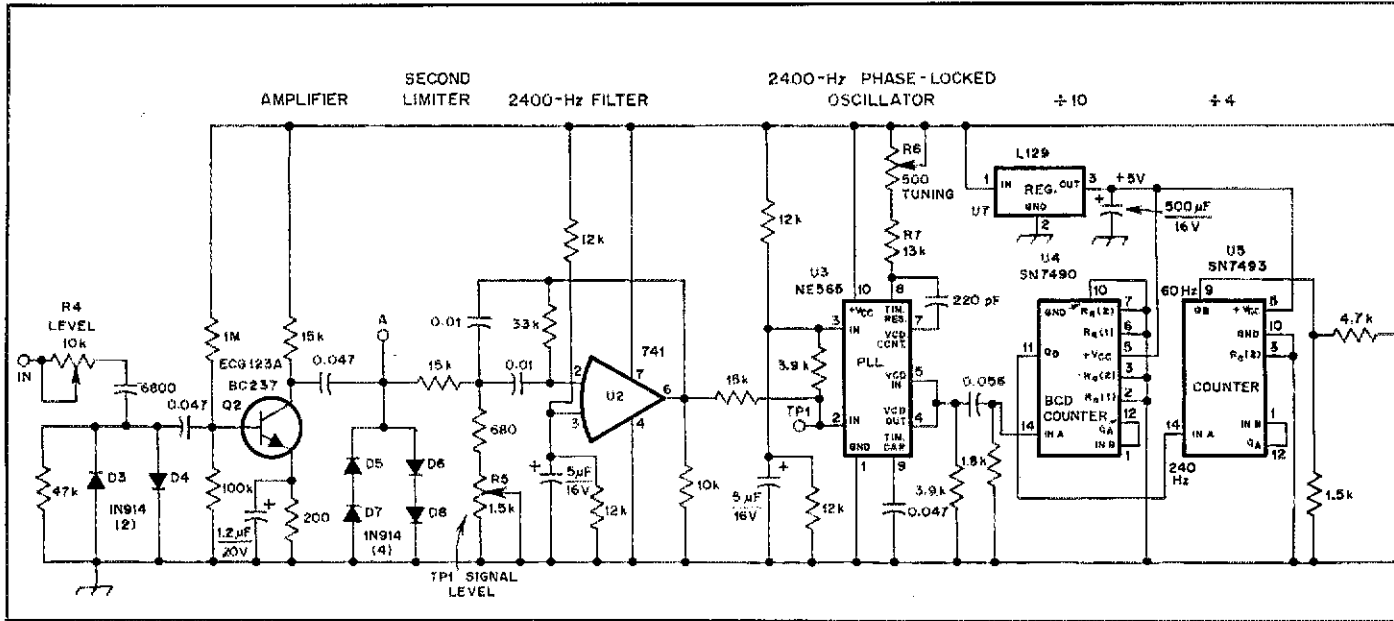 AMPLIFIER
SECOND
LIMITER
2400-Hz FILTER
2400-Hz PHASE-LOCKED
OSCILLATOR
÷10
÷4
R4
LEVEL
10k
IN
6800
0.047
47k
D3
D4
1N914
(2)
1M
15k
ECG123A
BC237
Q2
100k
1.2µF
20V
+
200
0.047
A
D5
D6
D7
D8
1N914
(4)
15k
0.01
0.01
33k
680
R5
1.5k
TP1 SIGNAL
LEVEL
12k
741
2
3
7
6
4
U2
+
5µF
16V
12k
10k
15k
12k
3.9k
TP1
+
5µF
16V
12k
R6
500
TUNING
R7
13k
220 pF
U3
NE565
10
8
+VCC
TIM.
RES.
3
IN
7
VCO
CONT.
PLL
VCO
IN
5
2
IN
VCO
OUT
4
GND
TIM.
CAP.
1
9
0.047
0.056
3.9k
1.8k
L129
1
IN
REG.
OUT
3
GND
U7
2
+5V
+
500µF
16V
U4
SN7490
10
GND
R9(2)
7
R9(1)
6
11
QD
+VCC
5
R0(2)
3
R0(1)
2
BCD
COUNTER
QA
12
14
IN A
IN B
1
U5
SN7493
60Hz
9
QB
+VCC
5
GND
10
R0(2)
3
COUNTER
14
IN A
1
IN B
QA
12
240
Hz
4.7k
1.5k